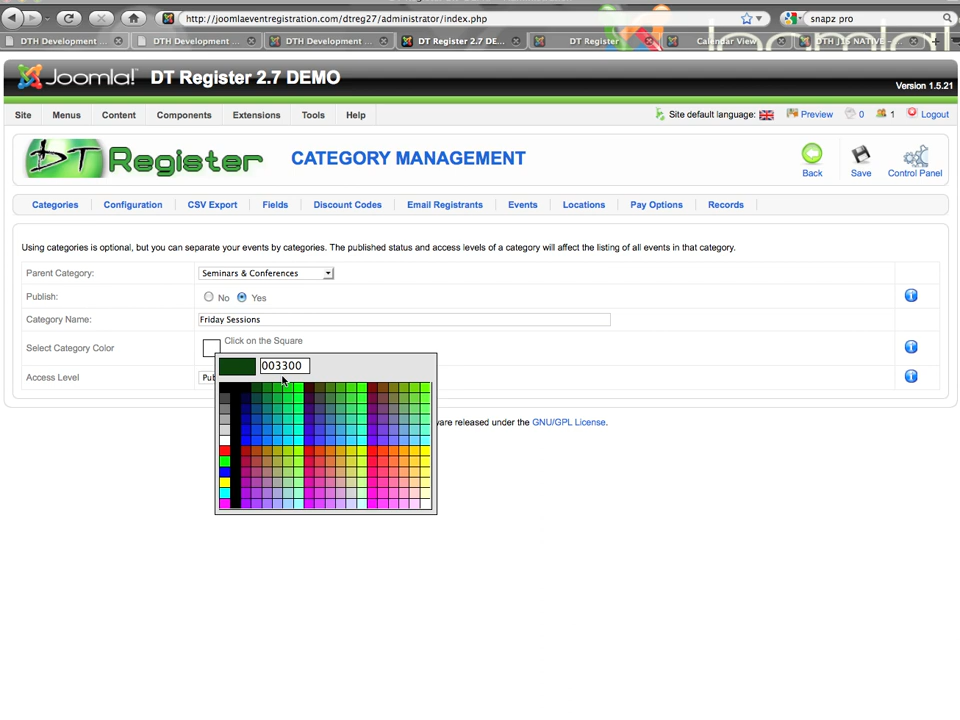 http://joomlaeventregistration.com/dtreg27/administrator/index.php
snapz pro
DTH Development ...
DTH Development ...
DTH Development ...
DT Register 2.7 DE...
DT Register
Calendar View
DTH J15 NATIVE - ...
Joomla!
Joomla! DT Register 2.7 DEMO
Version 1.5.21
Site Menus Content Components Extensions Tools Help
Site default language: Preview 0 1 Logout
DT Register CATEGORY MANAGEMENT
Back Save Control Panel
Categories Configuration CSV Export Fields Discount Codes Email Registrants Events Locations Pay Options Records
Using categories is optional, but you can separate your events by categories. The published status and access levels of a category will affect the listing of all events in that category.
Parent Category: Seminars & Conferences
Publish: No Yes
Category Name: Friday Sessions
Select Category Color Click on the Square
003300
Access Level Pub
ware released under the GNU/GPL License.